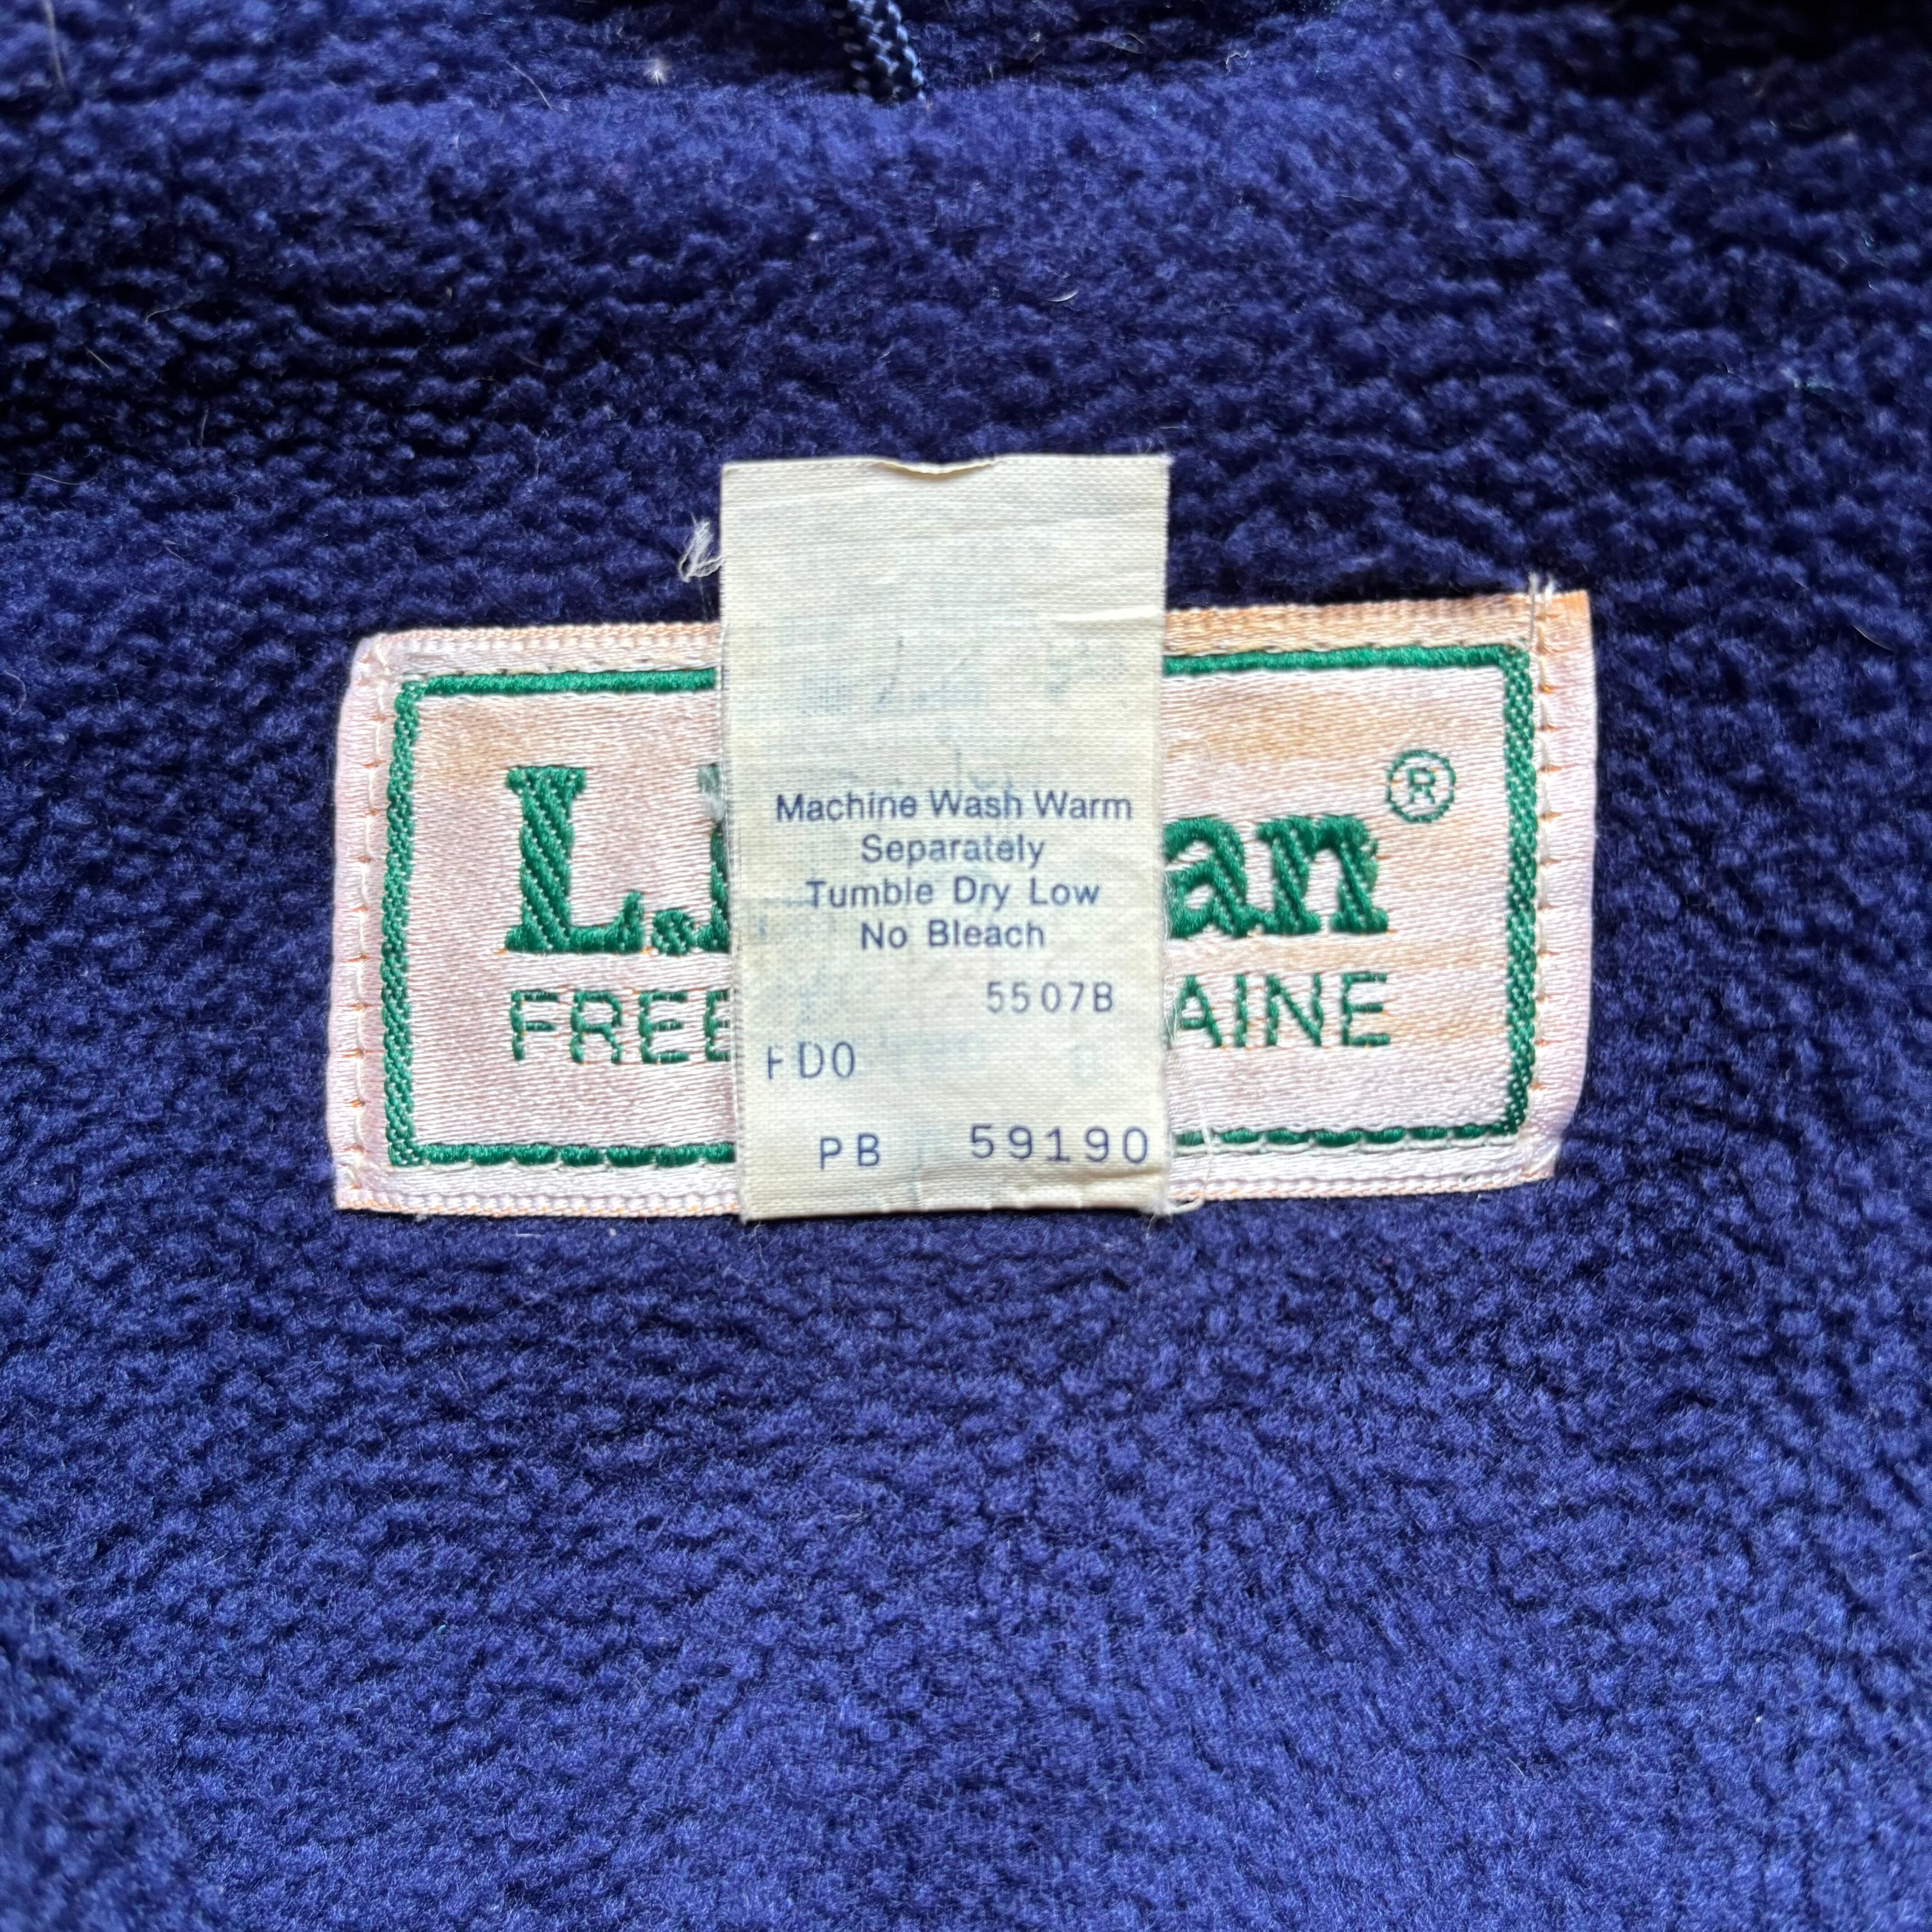 L. an ®
FREE AINE
Machine Wash Warm
Separately
Tumble Dry Low
No Bleach
5507B
FDO
PB 59190